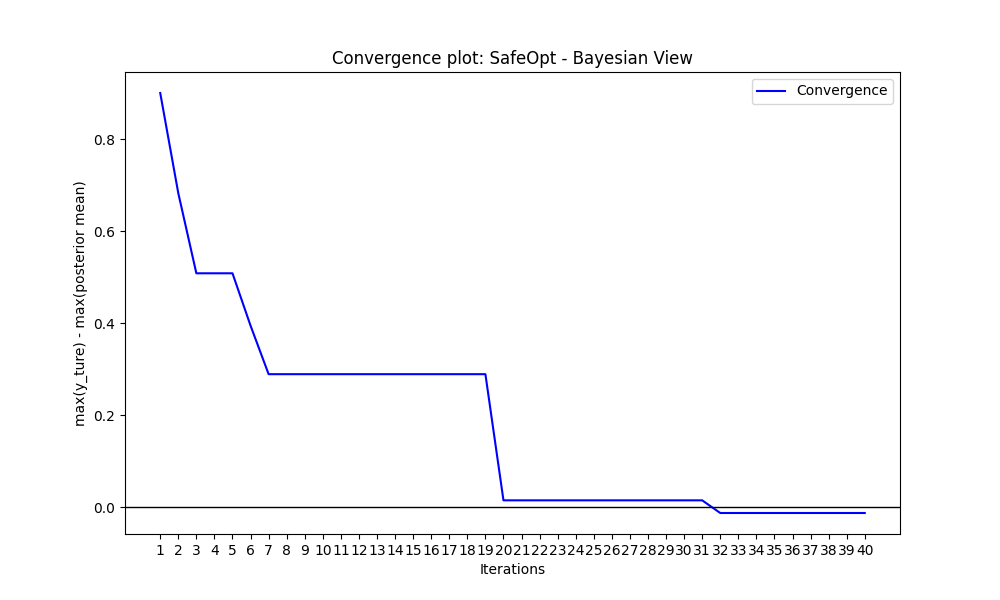 Convergence plot: SafeOpt - Bayesian View
Convergence
max(y_ture) - max(posterior mean)
0.8
0.6
0.4
0.2
0.0
1 2 3 4 5 6 7 8 9 10 11 12 13 14 15 16 17 18 19 20 21 22 23 24 25 26 27 28 29 30 31 32 33 34 35 36 37 38 39 40
Iterations